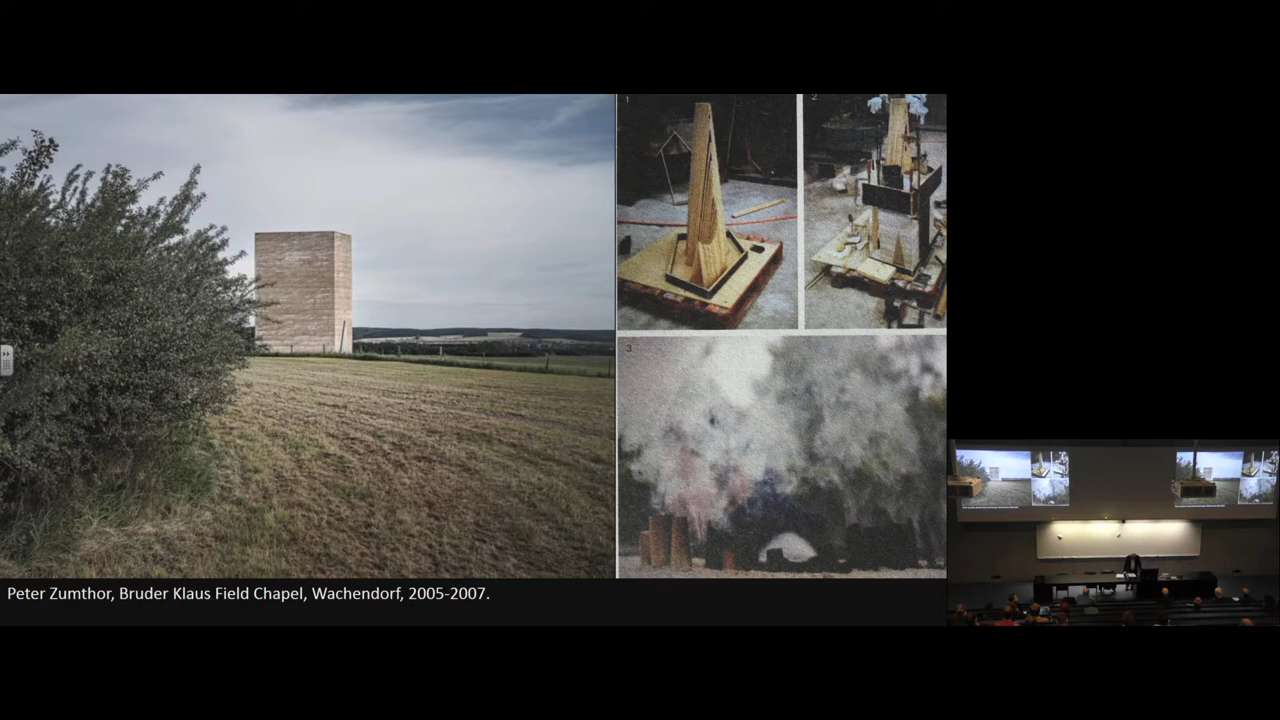 1
2
3
Peter Zumthor, Bruder Klaus Field Chapel, Wachendorf, 2005-2007.